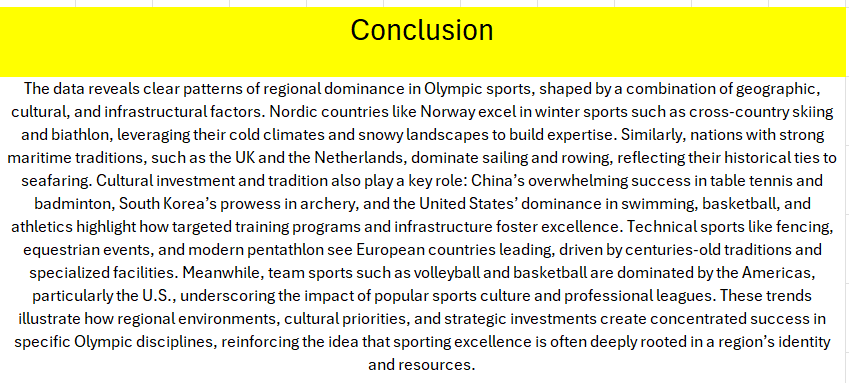 Conclusion
The data reveals clear patterns of regional dominance in Olympic sports, shaped by a combination of geographic,
cultural, and infrastructural factors. Nordic countries like Norway excel in winter sports such as cross-country skiing
and biathlon, leveraging their cold climates and snowy landscapes to build expertise. Similarly, nations with strong
maritime traditions, such as the UK and the Netherlands, dominate sailing and rowing, reflecting their historical ties to
seafaring. Cultural investment and tradition also play a key role: China’s overwhelming success in table tennis and
badminton, South Korea’s prowess in archery, and the United States’ dominance in swimming, basketball, and
athletics highlight how targeted training programs and infrastructure foster excellence. Technical sports like fencing,
equestrian events, and modern pentathlon see European countries leading, driven by centuries-old traditions and
specialized facilities. Meanwhile, team sports such as volleyball and basketball are dominated by the Americas,
particularly the U.S., underscoring the impact of popular sports culture and professional leagues. These trends
illustrate how regional environments, cultural priorities, and strategic investments create concentrated success in
specific Olympic disciplines, reinforcing the idea that sporting excellence is often deeply rooted in a region’s identity
and resources.